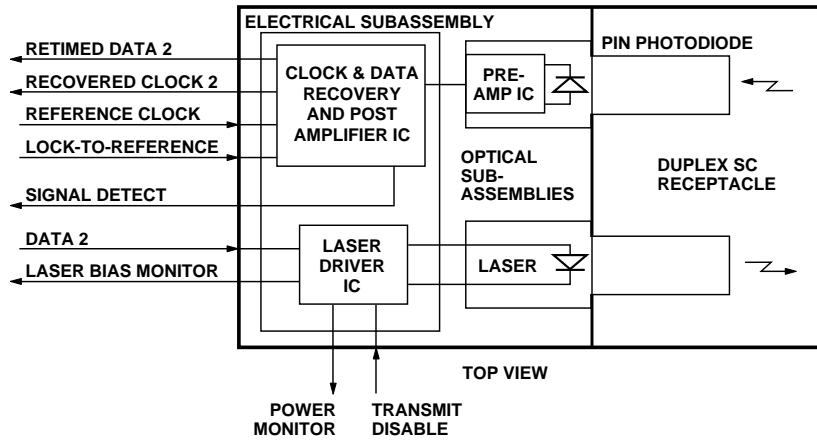 ELECTRICAL SUBASSEMBLY
RETIMED DATA 2
RECOVERED CLOCK 2
REFERENCE CLOCK
LOCK-TO-REFERENCE
SIGNAL DETECT
DATA 2
LASER BIAS MONITOR
CLOCK & DATA
RECOVERY
AND POST
AMPLIFIER IC
PRE-
AMP IC
PIN PHOTODIODE
OPTICAL
SUB-
ASSEMBLIES
DUPLEX SC
RECEPTACLE
LASER
DRIVER
IC
LASER
TOP VIEW
POWER
MONITOR
TRANSMIT
DISABLE